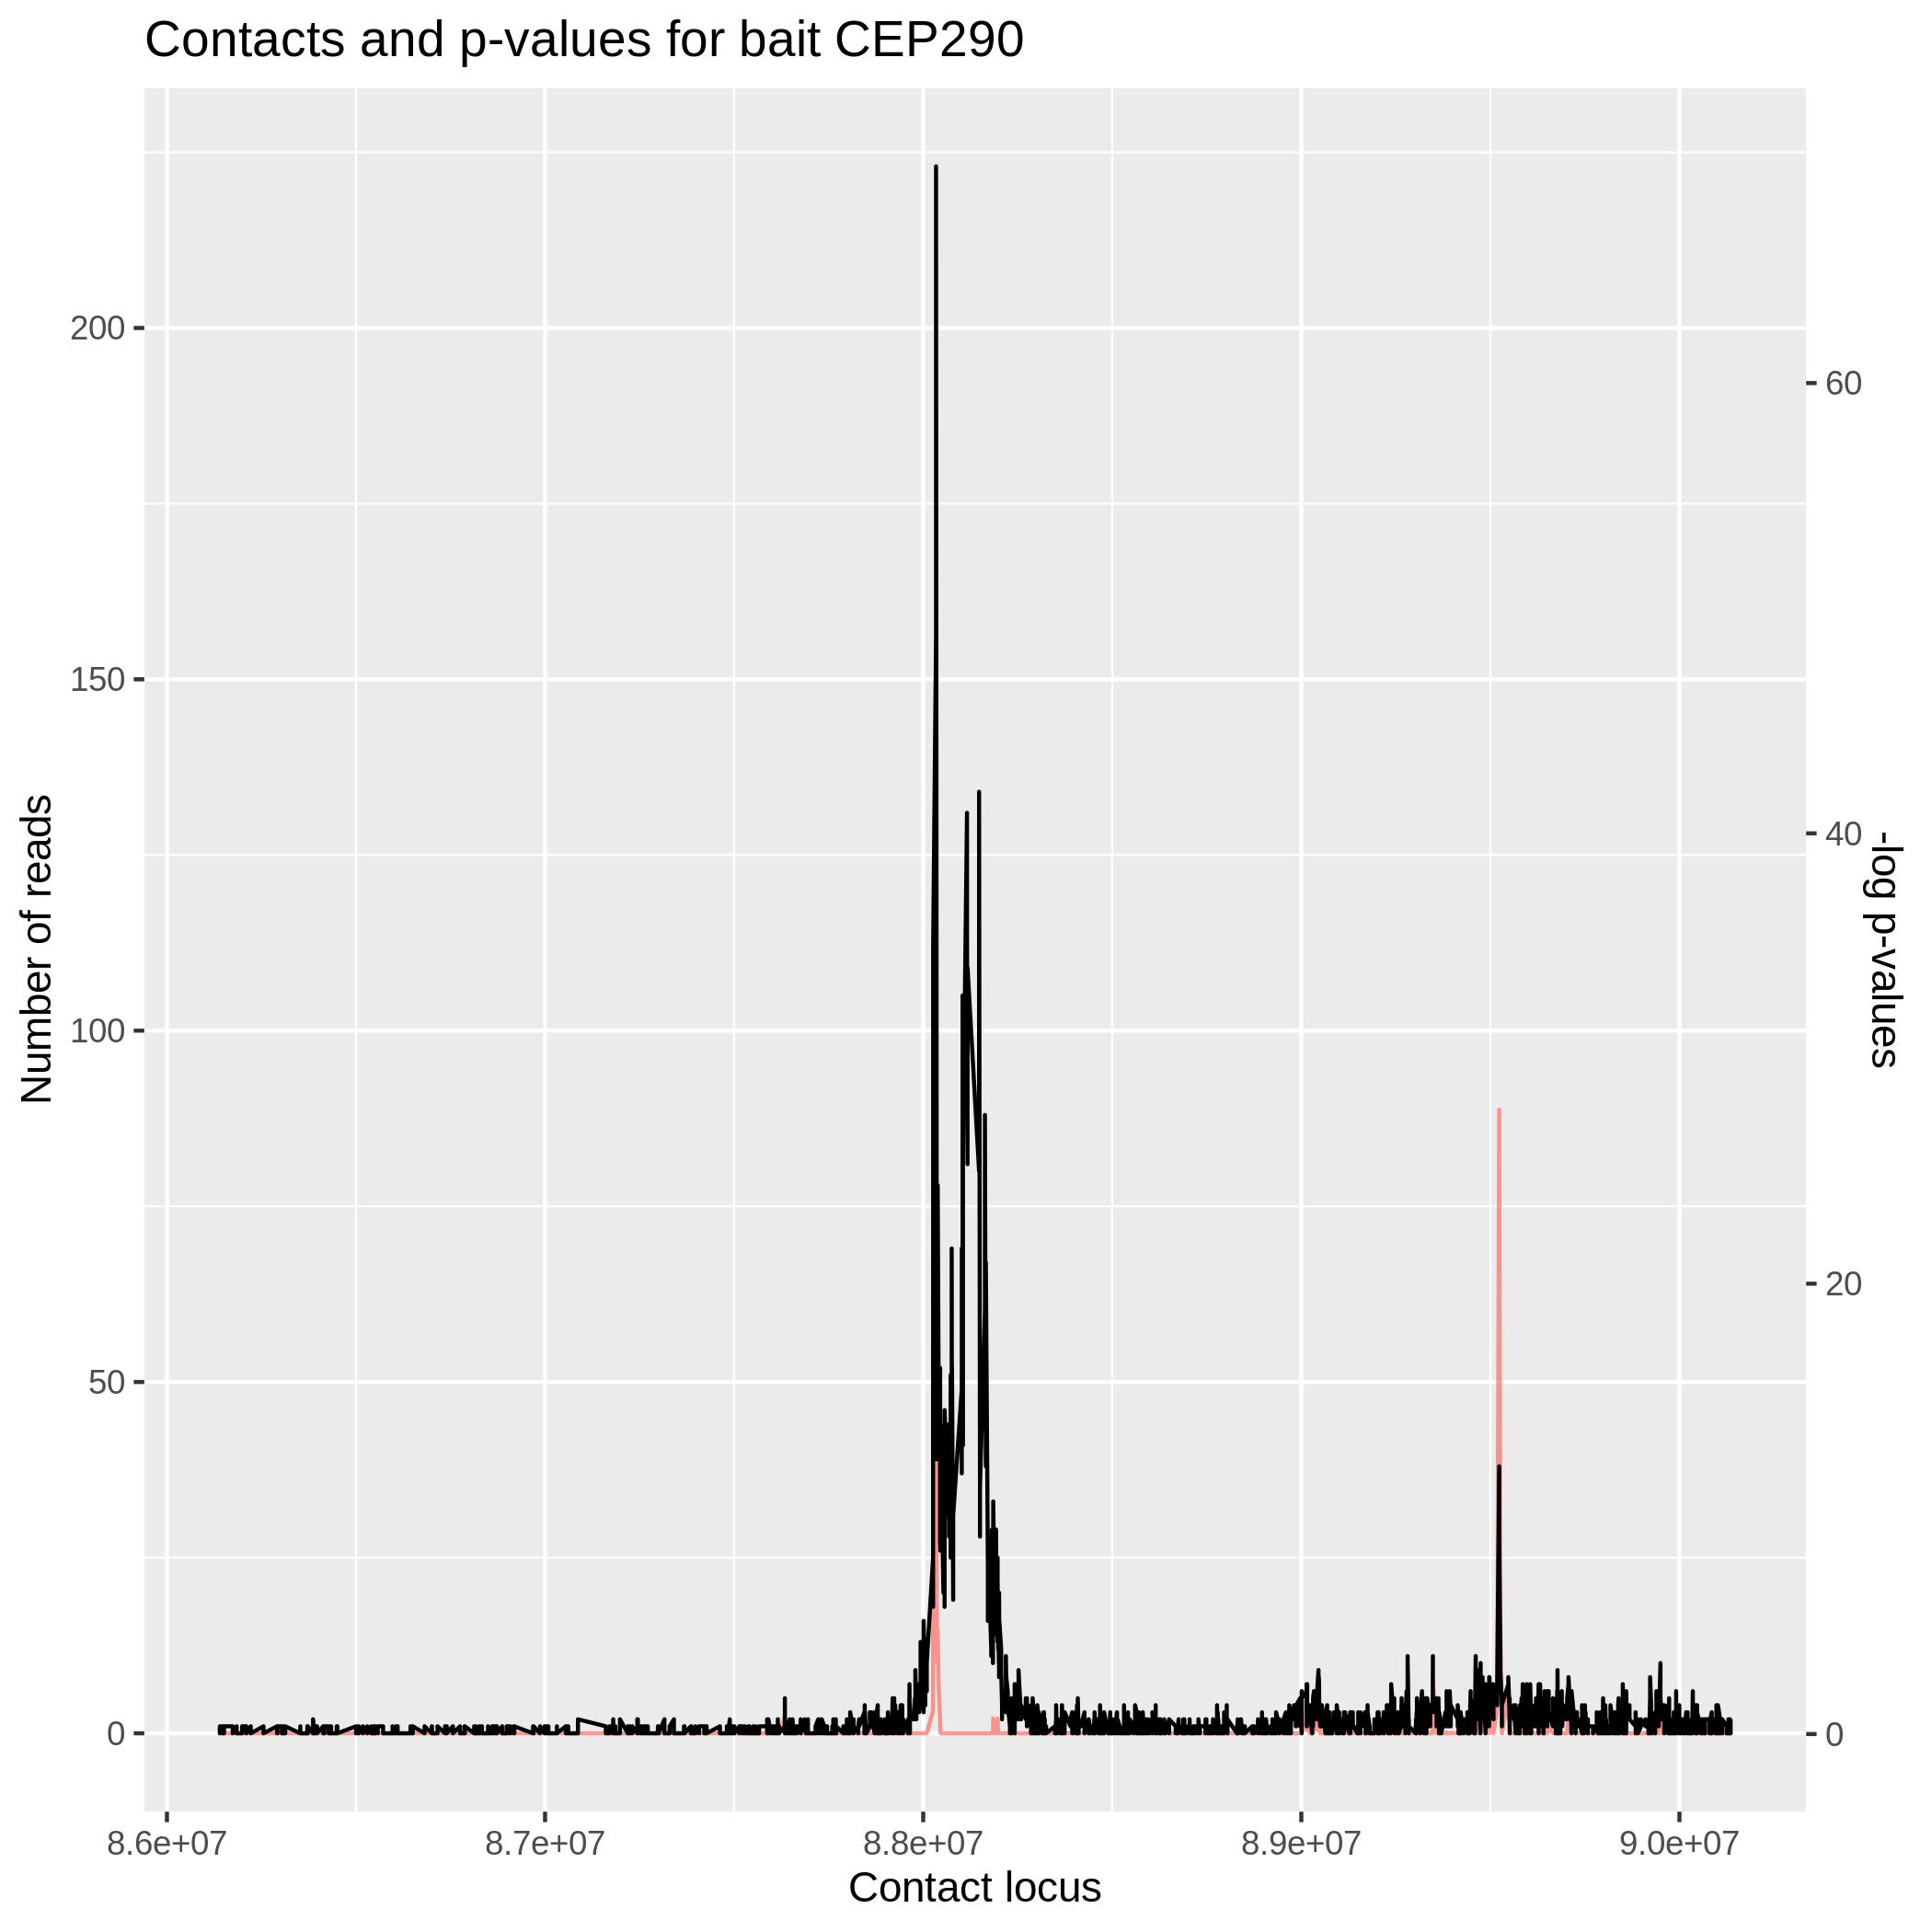 Contacts and p-values for bait CEP290
Number of reads
200
150
100
50
0
60
40
20
0
-log p-values
8.6e+07
8.7e+07
8.8e+07
8.9e+07
9.0e+07
Contact locus